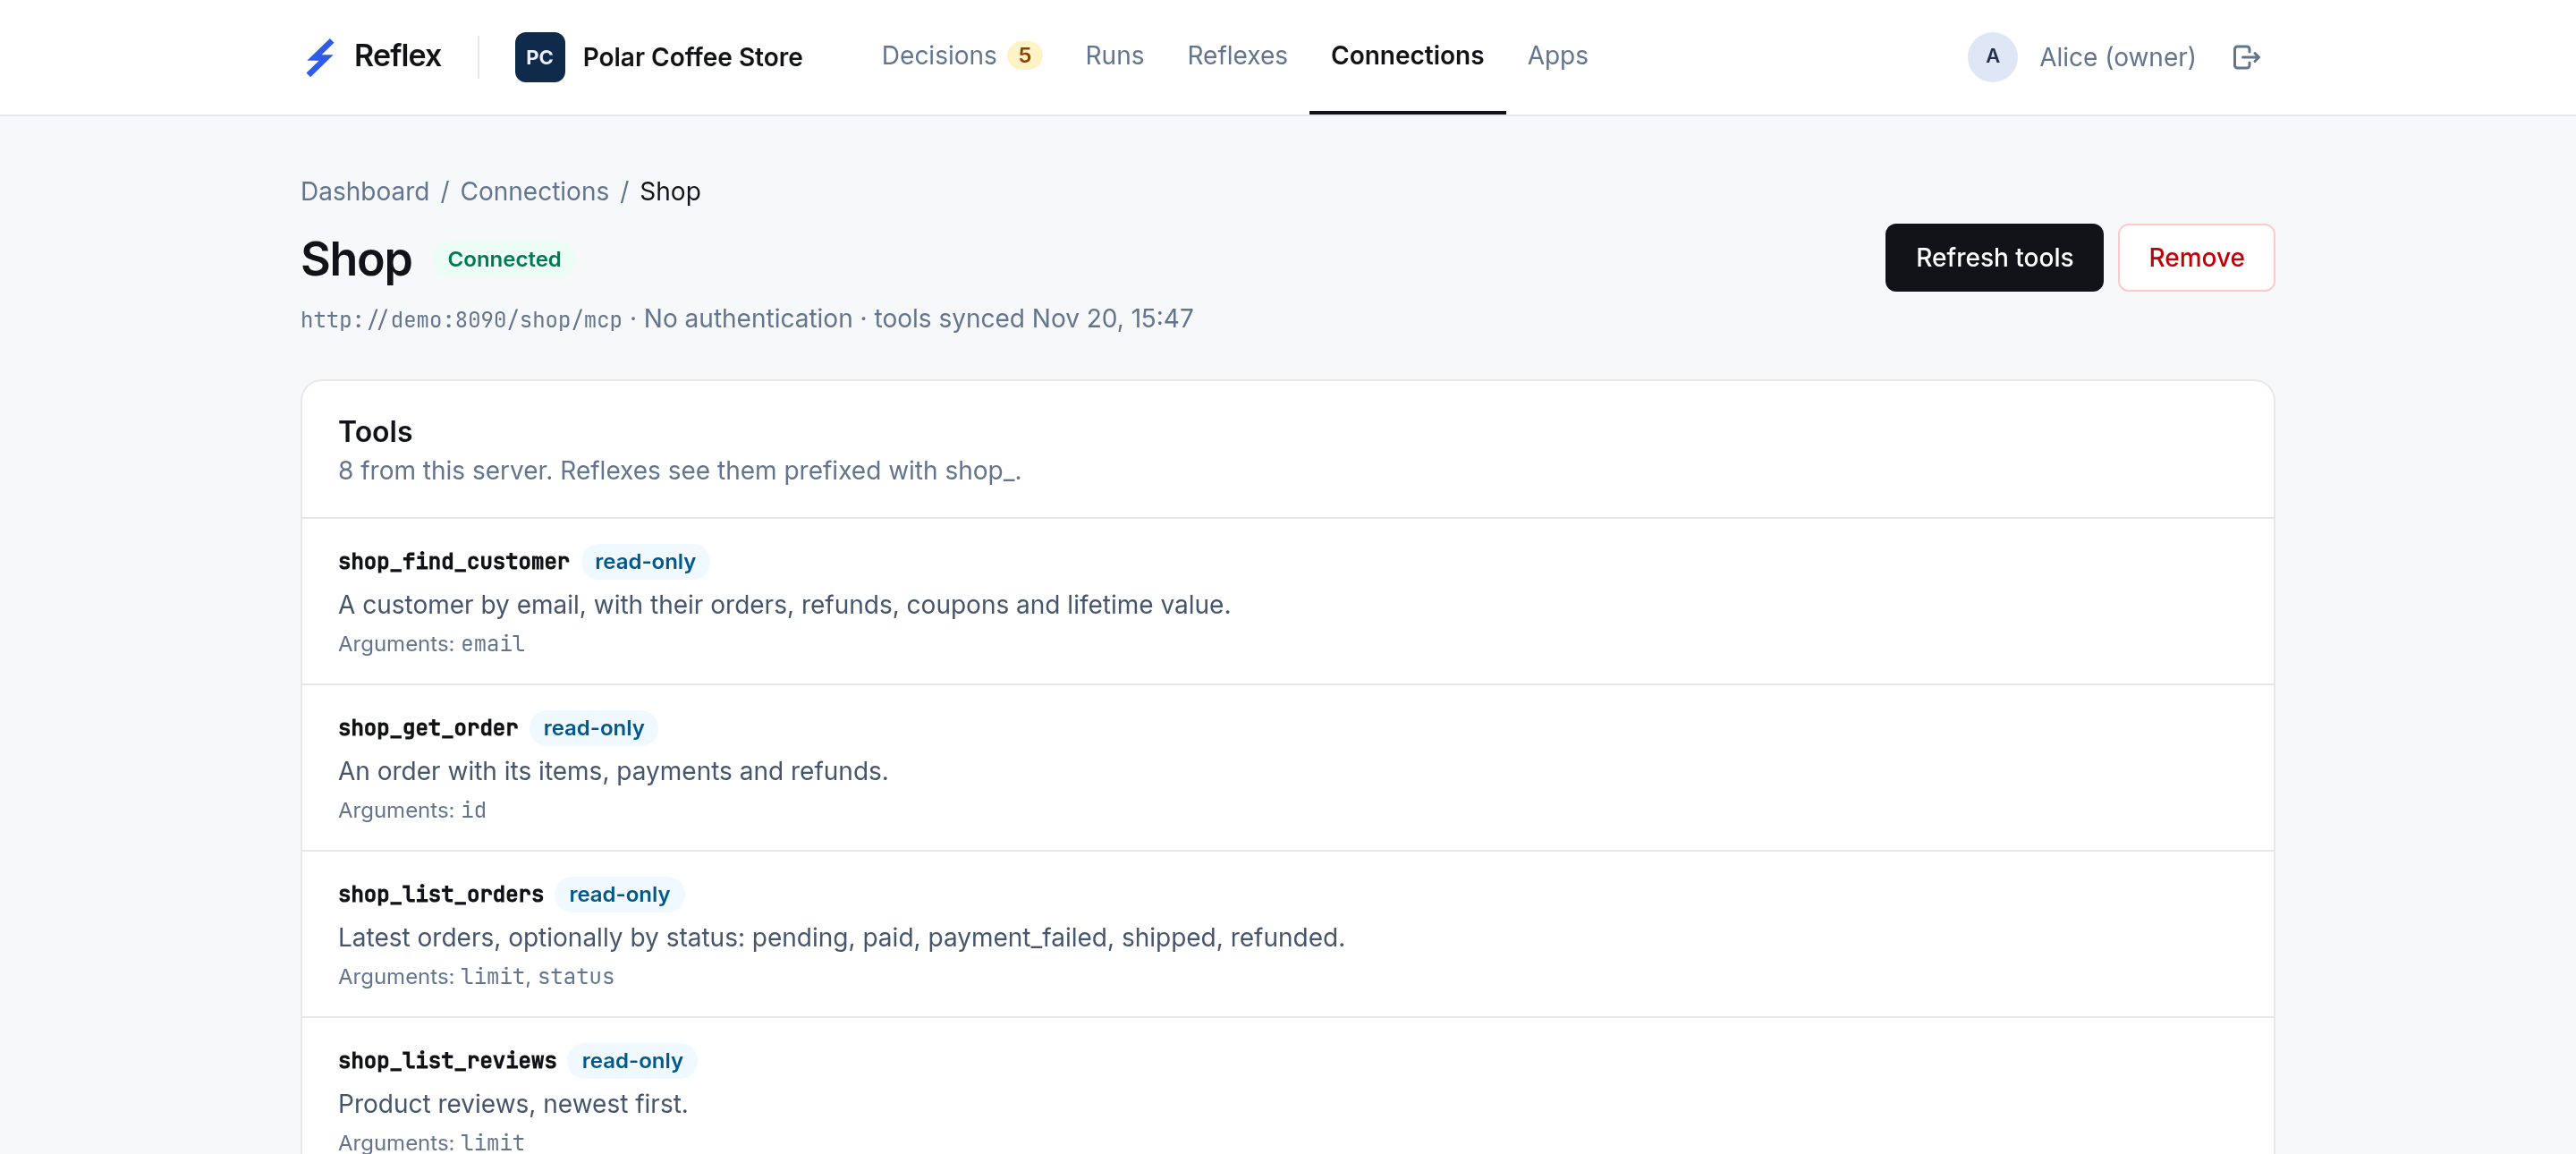 Reflex
PC Polar Coffee Store
Decisions 5 Runs Reflexes Connections Apps
A Alice (owner)
Dashboard / Connections / Shop
Shop Connected
Refresh tools Remove
http://demo:8090/shop/mcp · No authentication · tools synced Nov 20, 15:47
Tools
8 from this server. Reflexes see them prefixed with shop_.
shop_find_customer read-only
A customer by email, with their orders, refunds, coupons and lifetime value.
Arguments: email
shop_get_order read-only
An order with its items, payments and refunds.
Arguments: id
shop_list_orders read-only
Latest orders, optionally by status: pending, paid, payment_failed, shipped, refunded.
Arguments: limit, status
shop_list_reviews read-only
Product reviews, newest first.
Arguments: limit